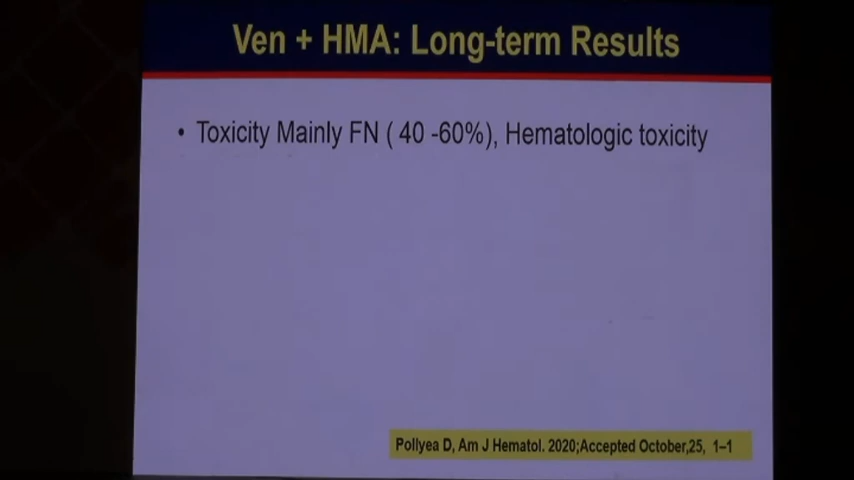 Ven + HMA: Long-term Results
• Toxicity Mainly FN ( 40 -60%), Hematologic toxicity
Pollyea D, Am J Hematol. 2020;Accepted October,25, 1–1